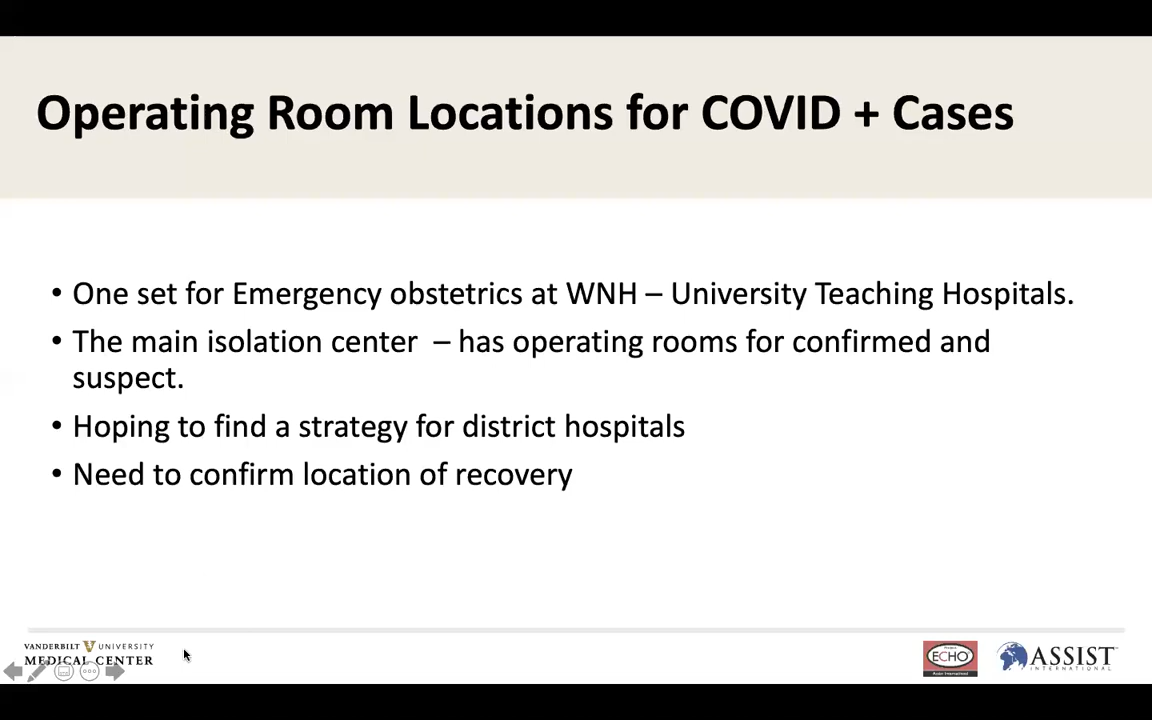 Operating Room Locations for COVID + Cases
• One set for Emergency obstetrics at WNH – University Teaching Hospitals.
• The main isolation center – has operating rooms for confirmed and
suspect.
• Hoping to find a strategy for district hospitals
• Need to confirm location of recovery
VANDERBILT UNIVERSITY
MEDICAL CENTER
ECHO
ASSIST
INTERNATIONAL